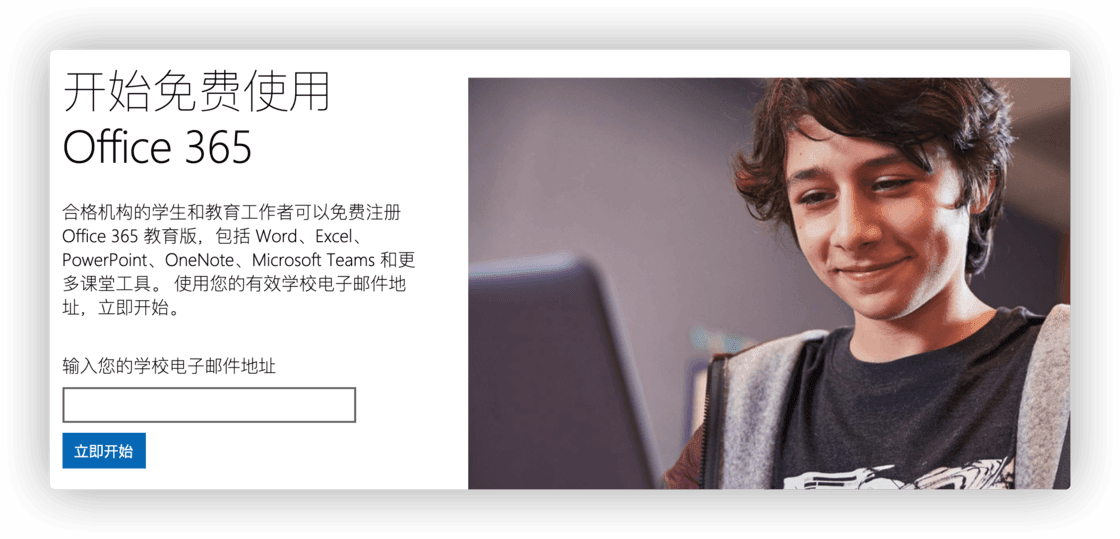 开始免费使用
Office 365
合格机构的学生和教育工作者可以免费注册
Office 365 教育版，包括 Word、Excel、
PowerPoint、OneNote、Microsoft Teams 和更
多课堂工具。 使用您的有效学校电子邮件地
址，立即开始。
输入您的学校电子邮件地址
立即开始